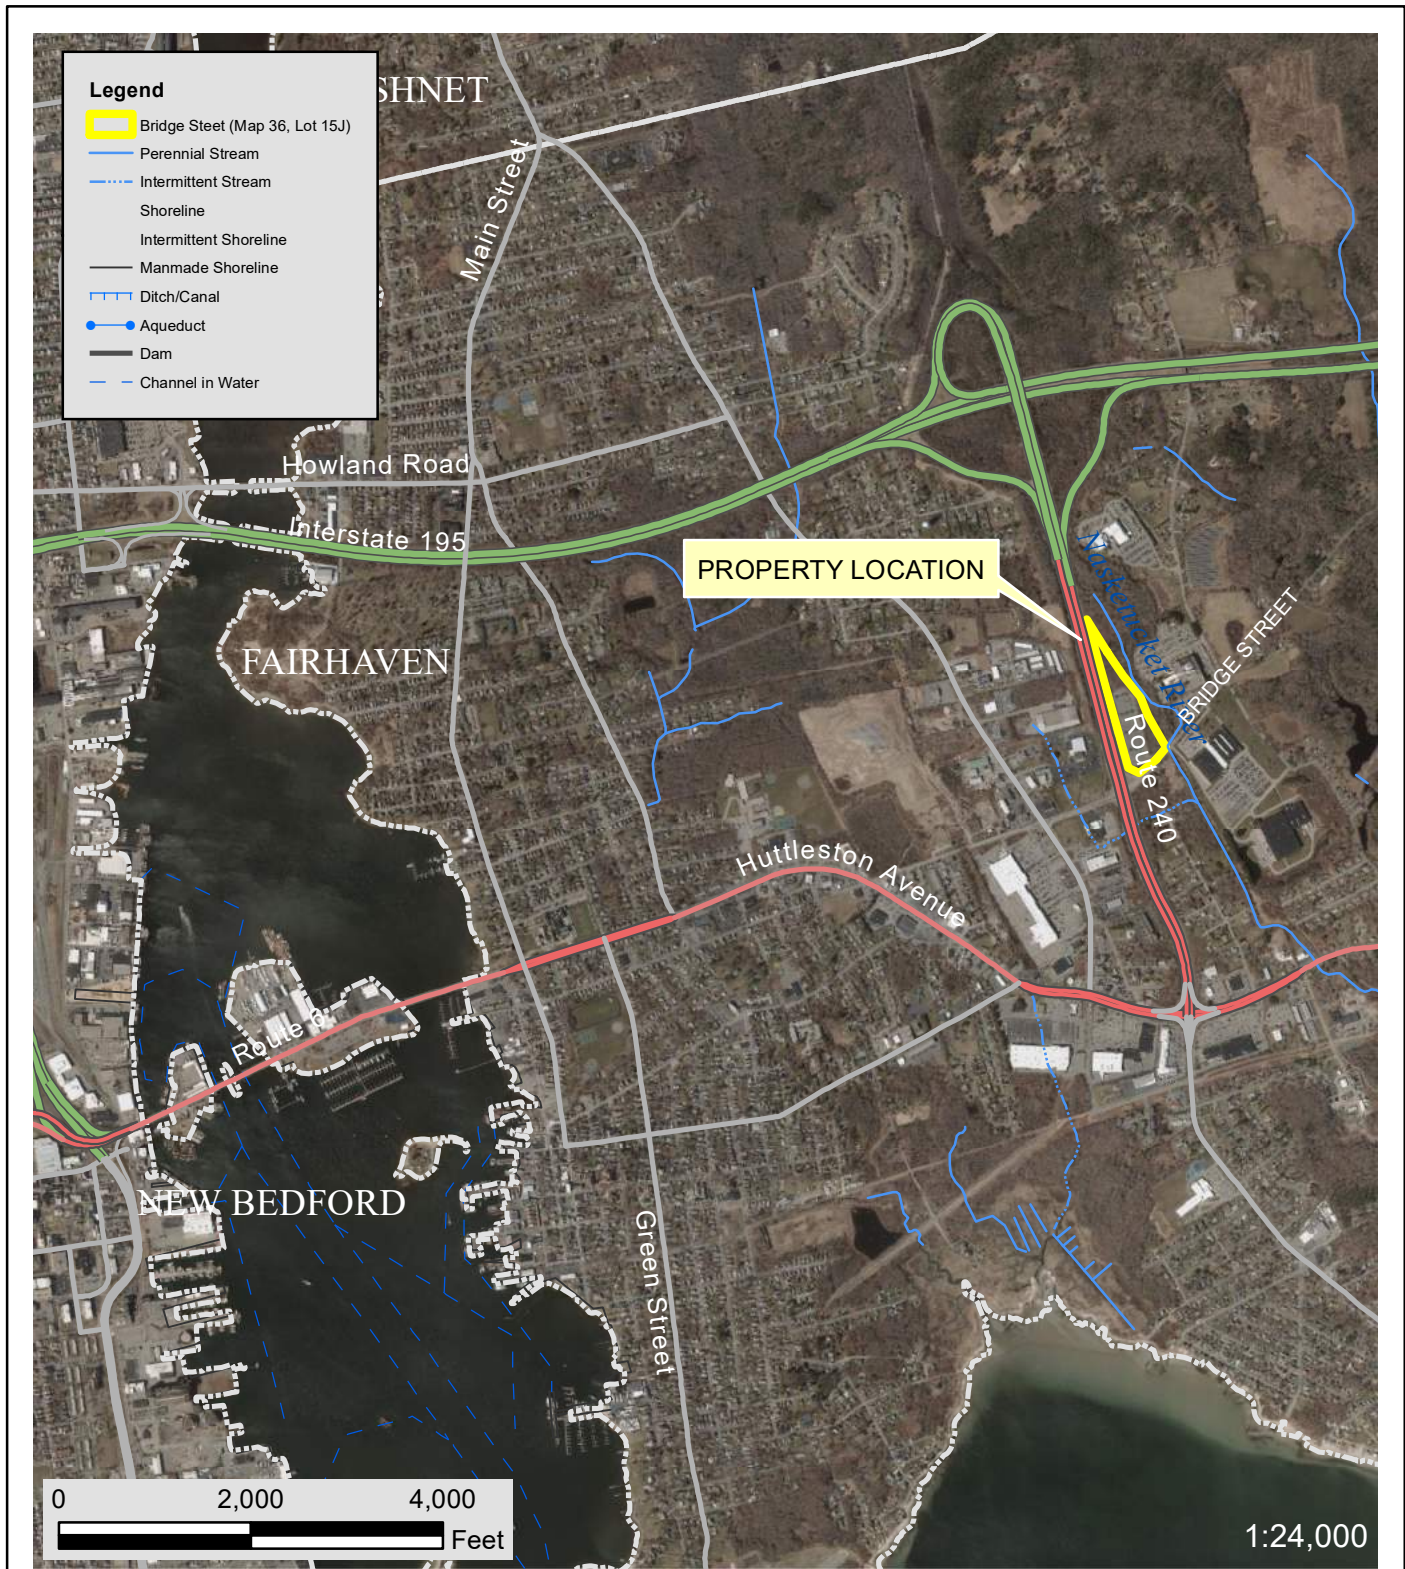 SHNET
Legend
Bridge Steet (Map 36, Lot 15J)
Perennial Stream
Intermittent Stream
Shoreline
Intermittent Shoreline
Manmade Shoreline
Ditch/Canal
Aqueduct
Dam
Channel in Water
Main Street
Howland Road
Interstate 195
PROPERTY LOCATION
Nasketucket River
BRIDGE STREET
FAIRHAVEN
Route 240
Huttleston Avenue
Route 6
NEW BEDFORD
Green Street
0 2,000 4,000
Feet
1:24,000